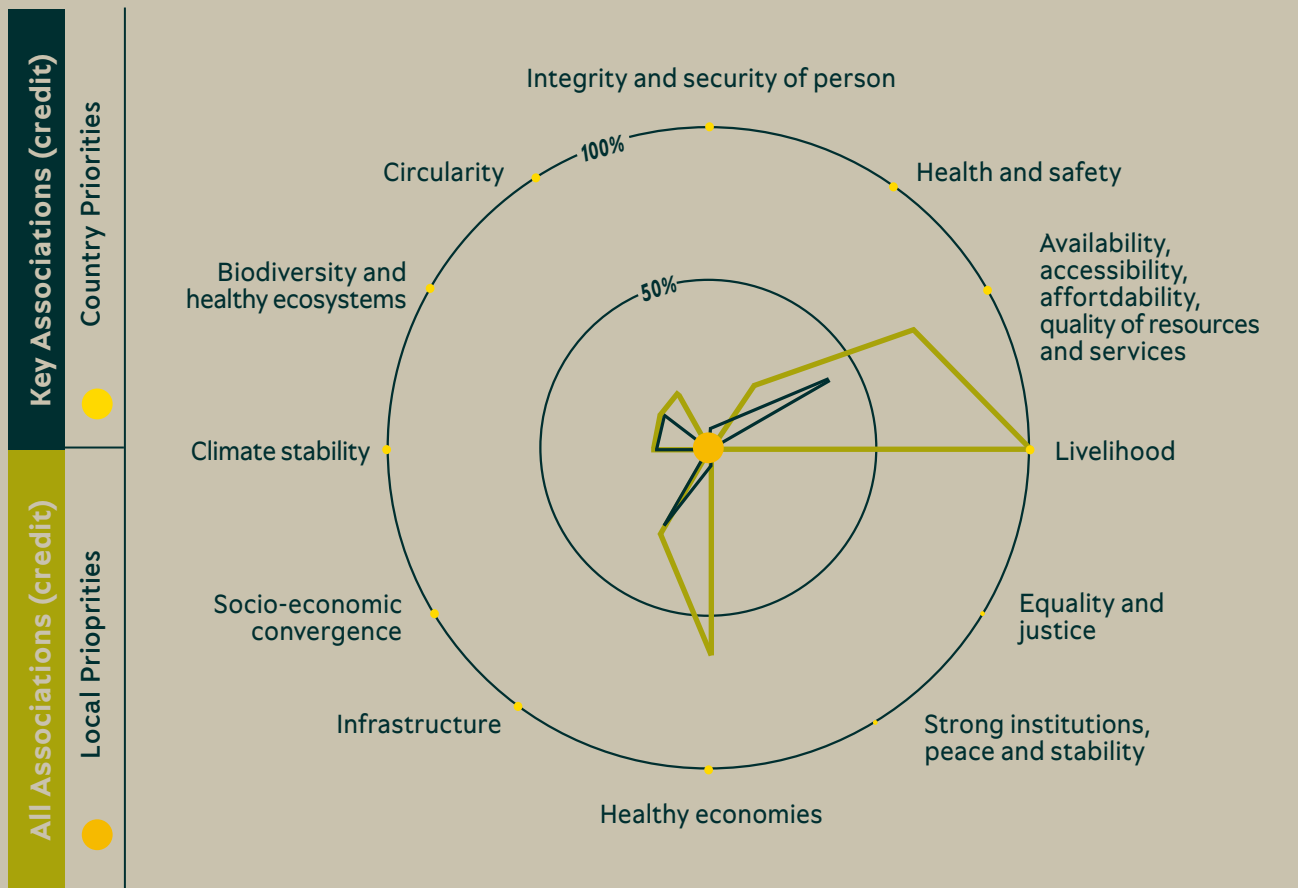 Key Associations (credit)
Country Priorities
All Associations (credit)
Local Prioprities
Integrity and security of person
100%
Circularity
Health and safety
Availability,
accessibility,
affortdability,
quality of resources
and services
Biodiversity and
healthy ecosystems
50%
Climate stability
Livelihood
Socio-economic
convergence
Equality and
justice
Infrastructure
Strong institutions,
peace and stability
Healthy economies